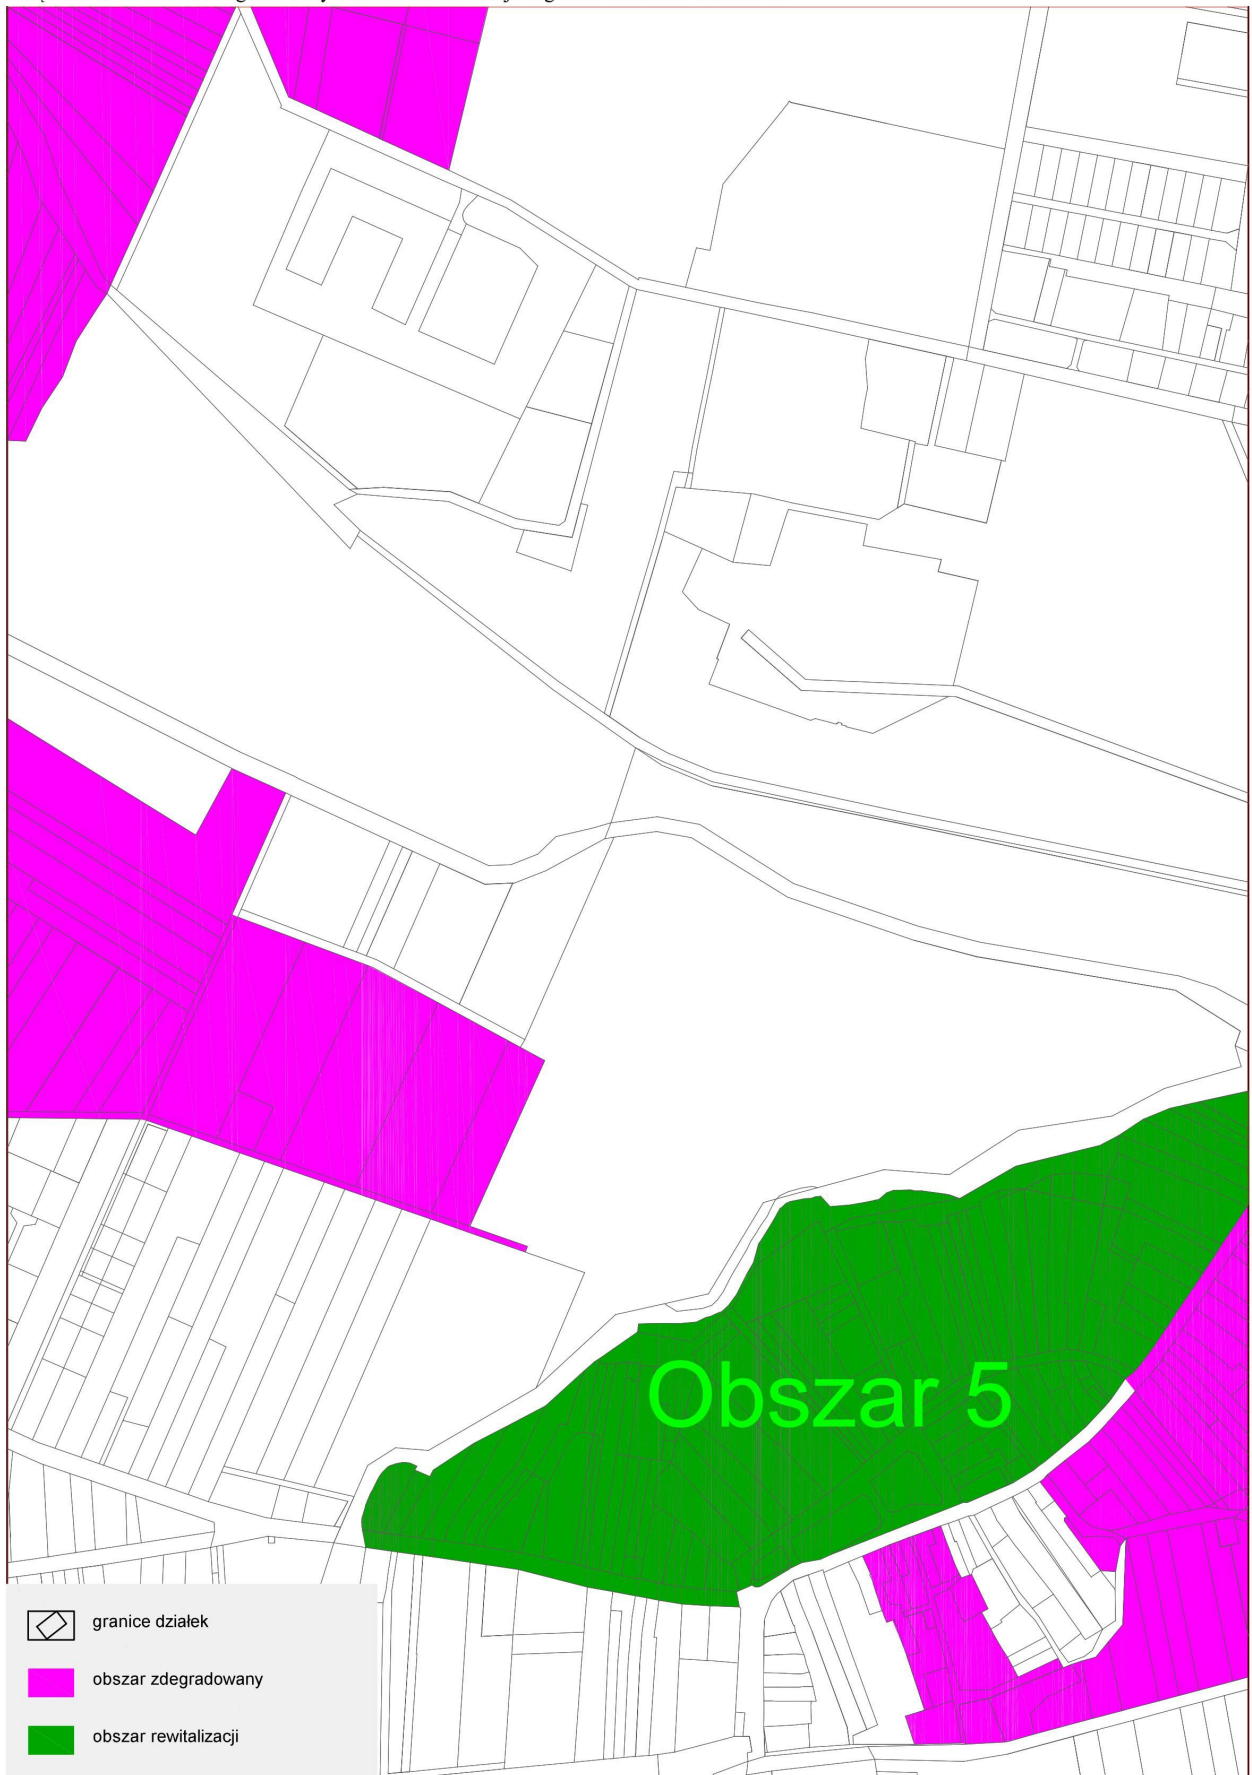 Obszar 5
granice działek
obszar zdegradowany
obszar rewitalizacji